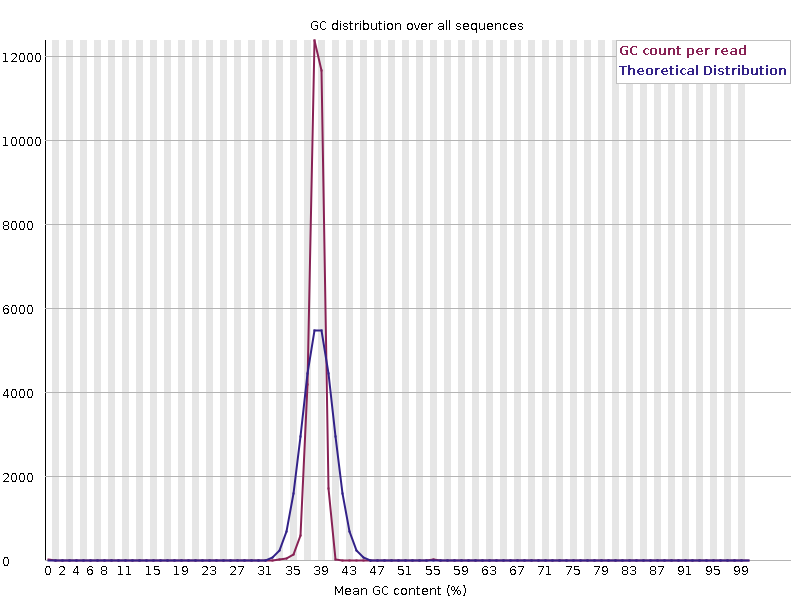 GC distribution over all sequences
GC count per read
Theoretical Distribution
12000
10000
8000
6000
4000
2000
0
0 2 4 6 8 11 15 19 23 27 31 35 39 43 47 51 55 59 63 67 71 75 79 83 87 91 95 99
Mean GC content (%)